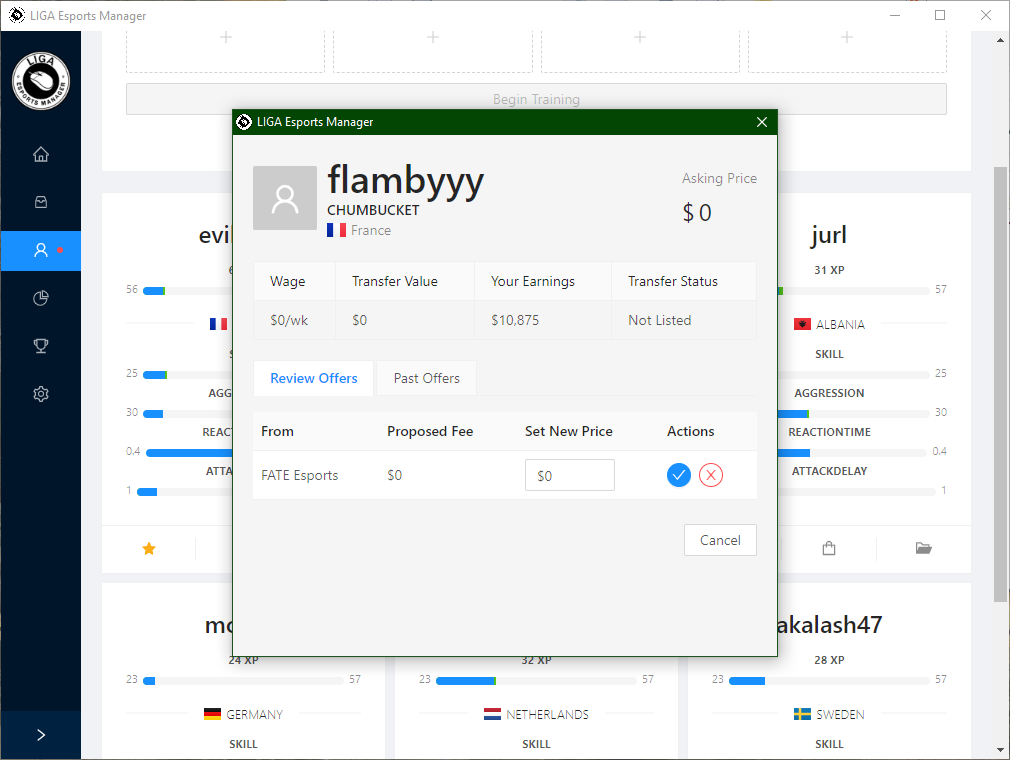 LIGA Esports Manager
LIGA
ESPORTS MANAGER
Begin Training
LIGA Esports Manager
flambyyy
CHUMBUCKET
France
Asking Price
$ 0
Wage Transfer Value Your Earnings Transfer Status
$0/wk $0 $10,875 Not Listed
Review Offers Past Offers
From Proposed Fee Set New Price Actions
FATE Esports $0 $0
Cancel
evi
56
25
AGG
30
REAC
0.4
ATTA
1
jurl
31 XP
57
ALBANIA
SKILL
25
AGGRESSION
30
REACTIONTIME
0.4
ATTACKDELAY
1
mo
24 XP
23 57
GERMANY
SKILL
32 XP
23 57
NETHERLANDS
SKILL
akalash47
28 XP
23 57
SWEDEN
SKILL